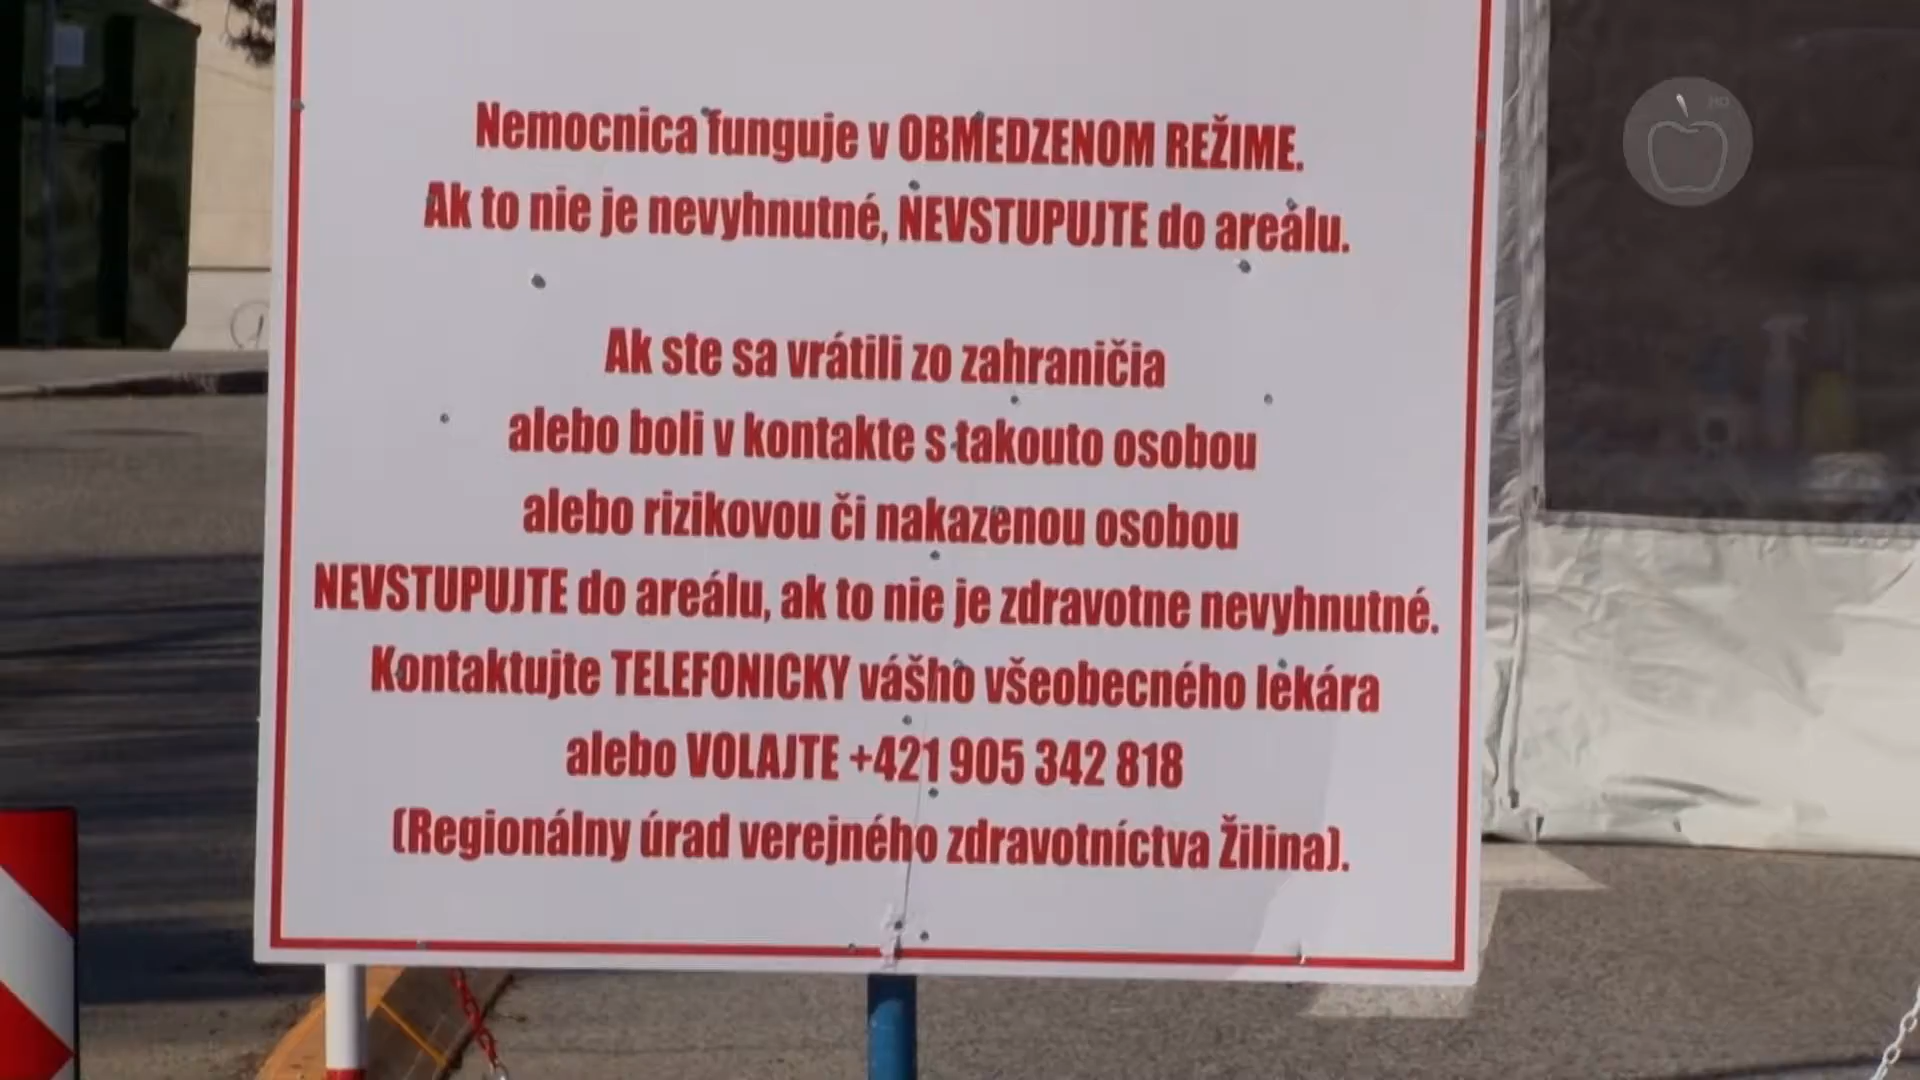 Nemocnica funguje v OBMEDZENOM REŽIME.
Ak to nie je nevyhnutné, NEVSTUPUJTE do areálu.
Ak ste sa vrátili zo zahraničia
alebo boli v kontakte s takouto osobou
alebo rizikovou či nakazenou osobou
NEVSTUPUJTE do areálu, ak to nie je zdravotne nevyhnutné.
Kontaktujte TELEFONICKY vášho všeobecného lekára
alebo VOLAJTE +421 905 342 818
(Regionálny úrad verejného zdravotníctva Žilina).
HD